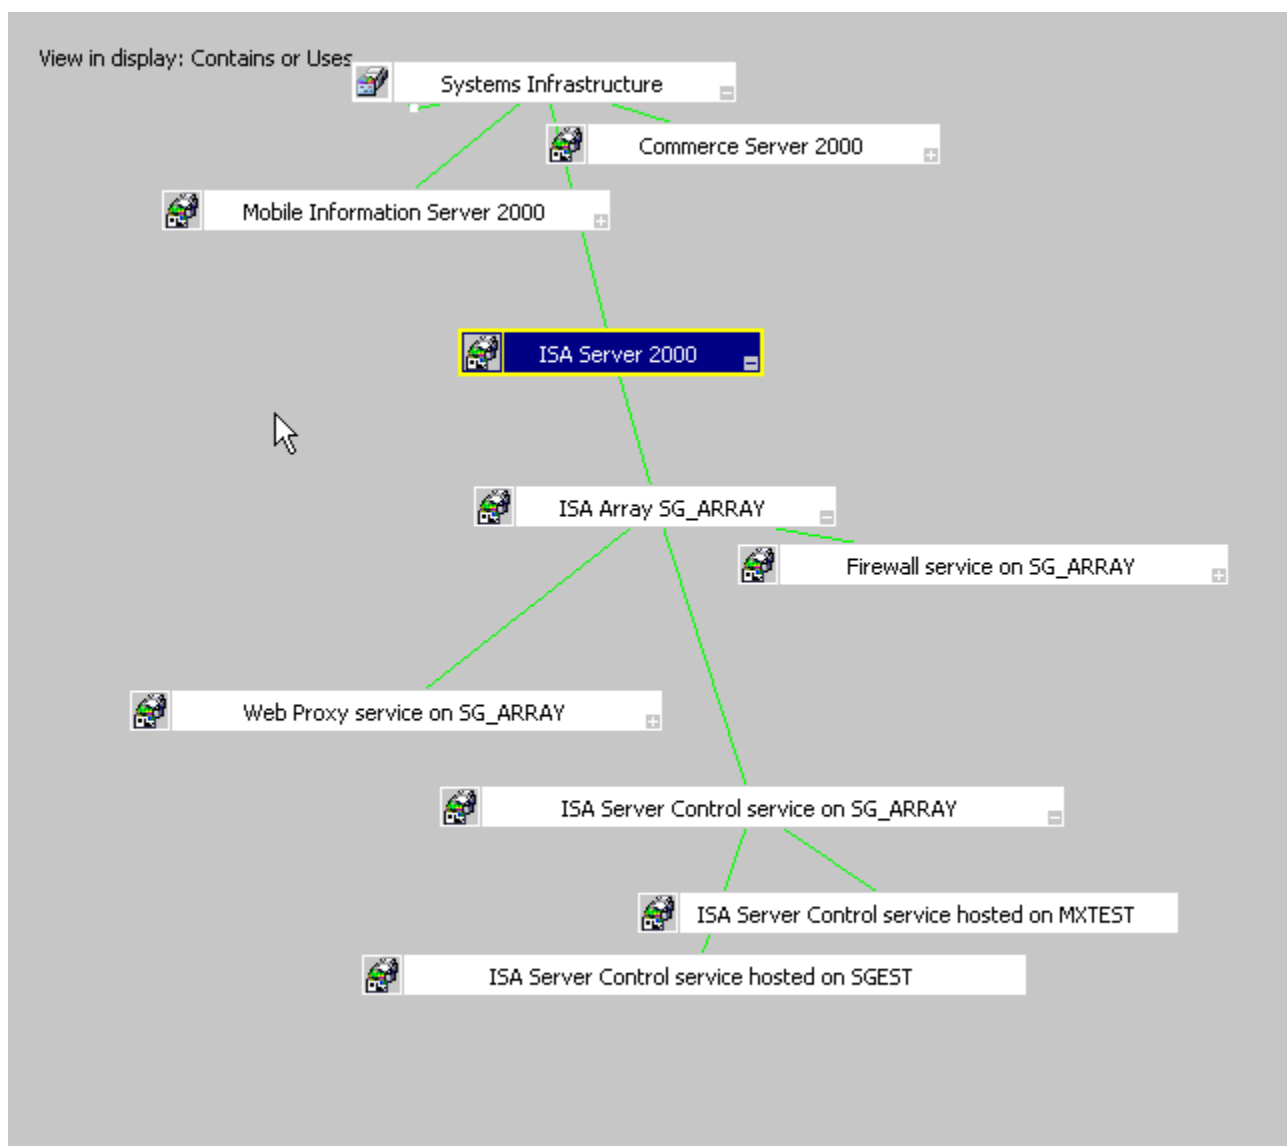 View in display: Contains or Uses
Systems Infrastructure
Commerce Server 2000
Mobile Information Server 2000
ISA Server 2000
ISA Array SG_ARRAY
Firewall service on SG_ARRAY
Web Proxy service on SG_ARRAY
ISA Server Control service on SG_ARRAY
ISA Server Control service hosted on MXTEST
ISA Server Control service hosted on SGEST